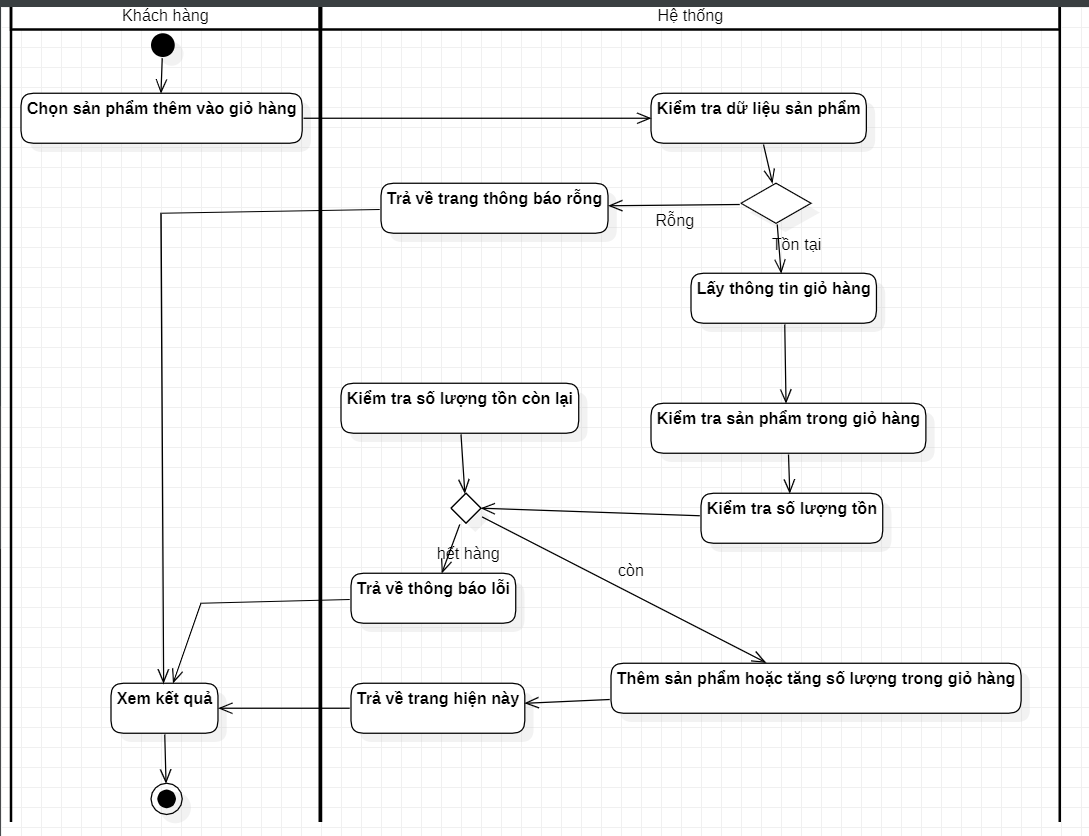 Khách hàng
Hệ thống
Chọn sản phẩm thêm vào giỏ hàng
Kiểm tra dữ liệu sản phẩm
Trả về trang thông báo rỗng
Rỗng
Tồn tại
Lấy thông tin giỏ hàng
Kiểm tra số lượng tồn còn lại
Kiểm tra sản phẩm trong giỏ hàng
Kiểm tra số lượng tồn
hết hàng
còn
Trả về thông báo lỗi
Thêm sản phẩm hoặc tăng số lượng trong giỏ hàng
Xem kết quả
Trả về trang hiện này